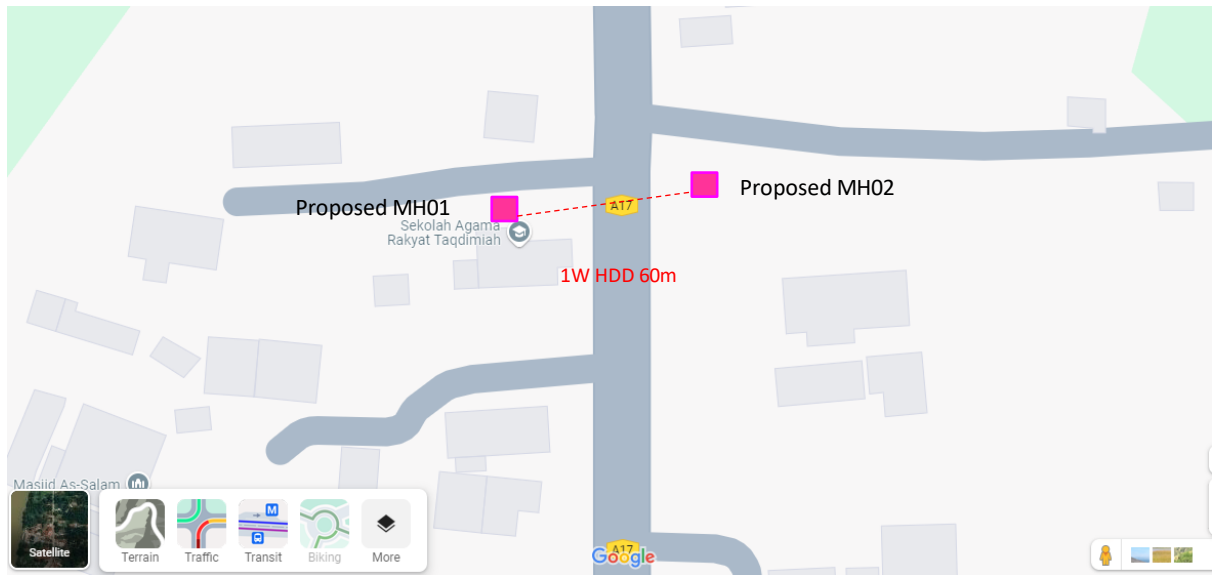 Proposed MH02
A17
Proposed MH01
Sekolah Agama
Rakyat Taqdimiah
1W HDD 60m
Masjid As-Salam
Satellite
Terrain
Traffic
M
Transit
Biking
More
A17
Google